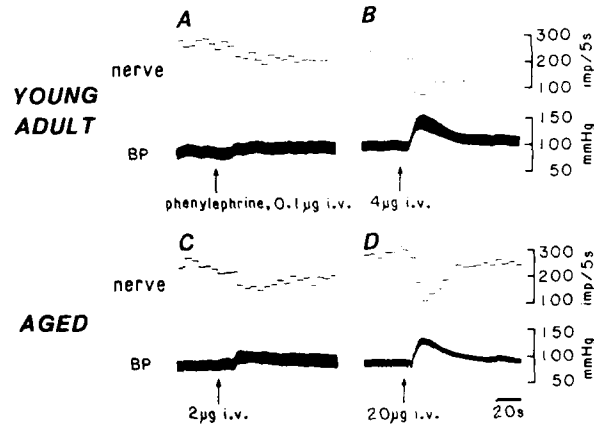 A
B
300
200
100
imp/5s
nerve
YOUNG
ADULT
150
100
50
mmHg
BP
phenylephrine, 0.1µg i.v.
4µg i.v.
C
D
300
200
100
imp/5s
nerve
AGED
150
100
50
mmHg
BP
2µg i.v.
20µg i.v.
20s